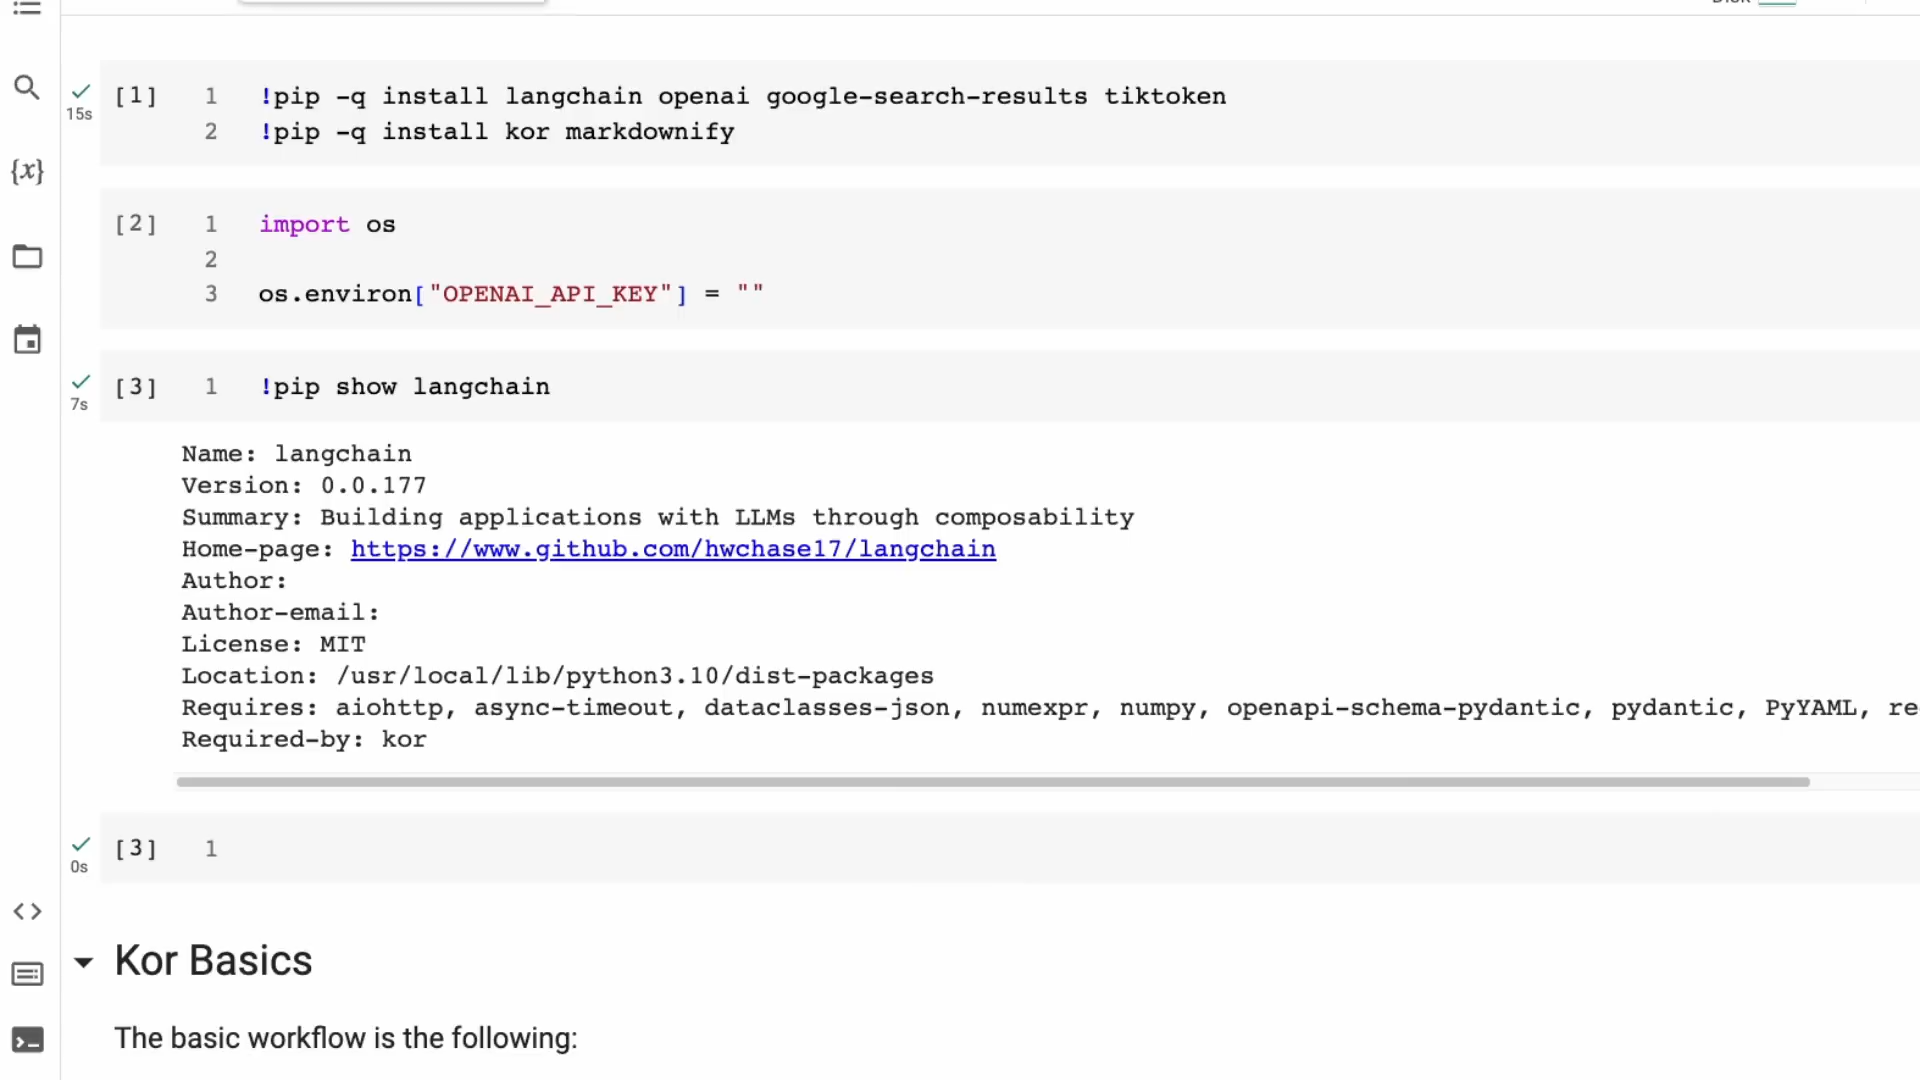 [1] 1 !pip -q install langchain openai google-search-results tiktoken
15s
2 !pip -q install kor markdownify
{x}
[2] 1 import os
2
3 os.environ["OPENAI_API_KEY"] = ""
[3] 1 !pip show langchain
7s
Name: langchain
Version: 0.0.177
Summary: Building applications with LLMs through composability
Home-page: https://www.github.com/hwchase17/langchain
Author:
Author-email:
License: MIT
Location: /usr/local/lib/python3.10/dist-packages
Requires: aiohttp, async-timeout, dataclasses-json, numexpr, numpy, openapi-schema-pydantic, pydantic, PyYAML, re
Required-by: kor
[3] 1
0s
Kor Basics
The basic workflow is the following: